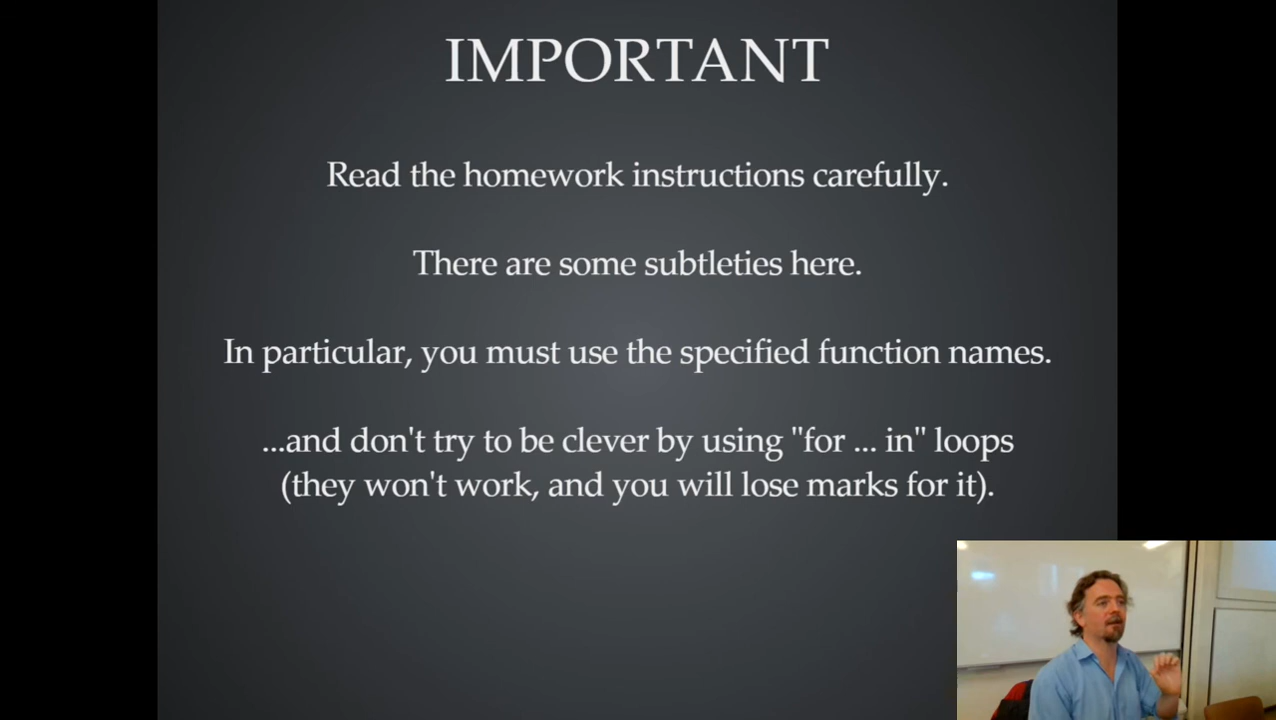 IMPORTANT
Read the homework instructions carefully.
There are some subtleties here.
In particular, you must use the specified function names.
...and don't try to be clever by using "for ... in" loops
(they won't work, and you will lose marks for it).